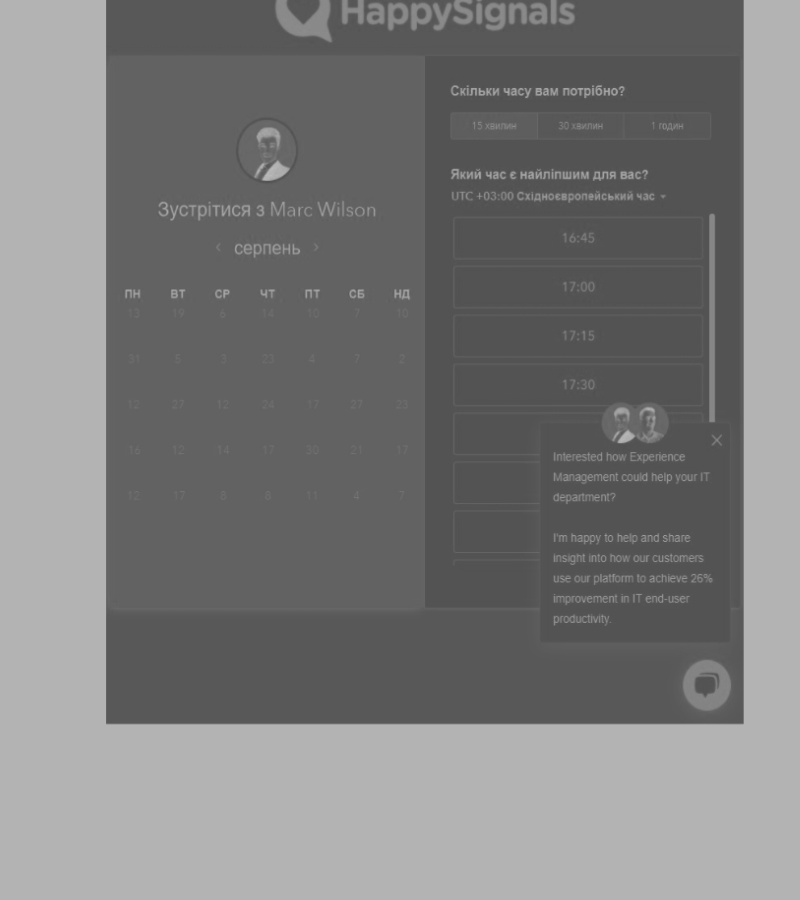 HappySignals
Зустрітися з Marc Wilson
серпень
ПН ВТ СР ЧТ ПТ СБ НД
13 19 6 14 10 7 10
31 5 3 23 4 7 2
12 27 12 24 17 27 23
16 12 14 17 30 21 17
12 17 8 8 11 4 7
Скільки часу вам потрібно?
15 хвилин 30 хвилин 1 годин
Який час є найліпшим для вас?
UTC +03:00 Східноєвропейський час
16:45
17:00
17:15
17:30
Interested how Experience
Management could help your IT
department?
I'm happy to help and share
insight into how our customers
use our platform to achieve 26%
improvement in IT end-user
productivity.